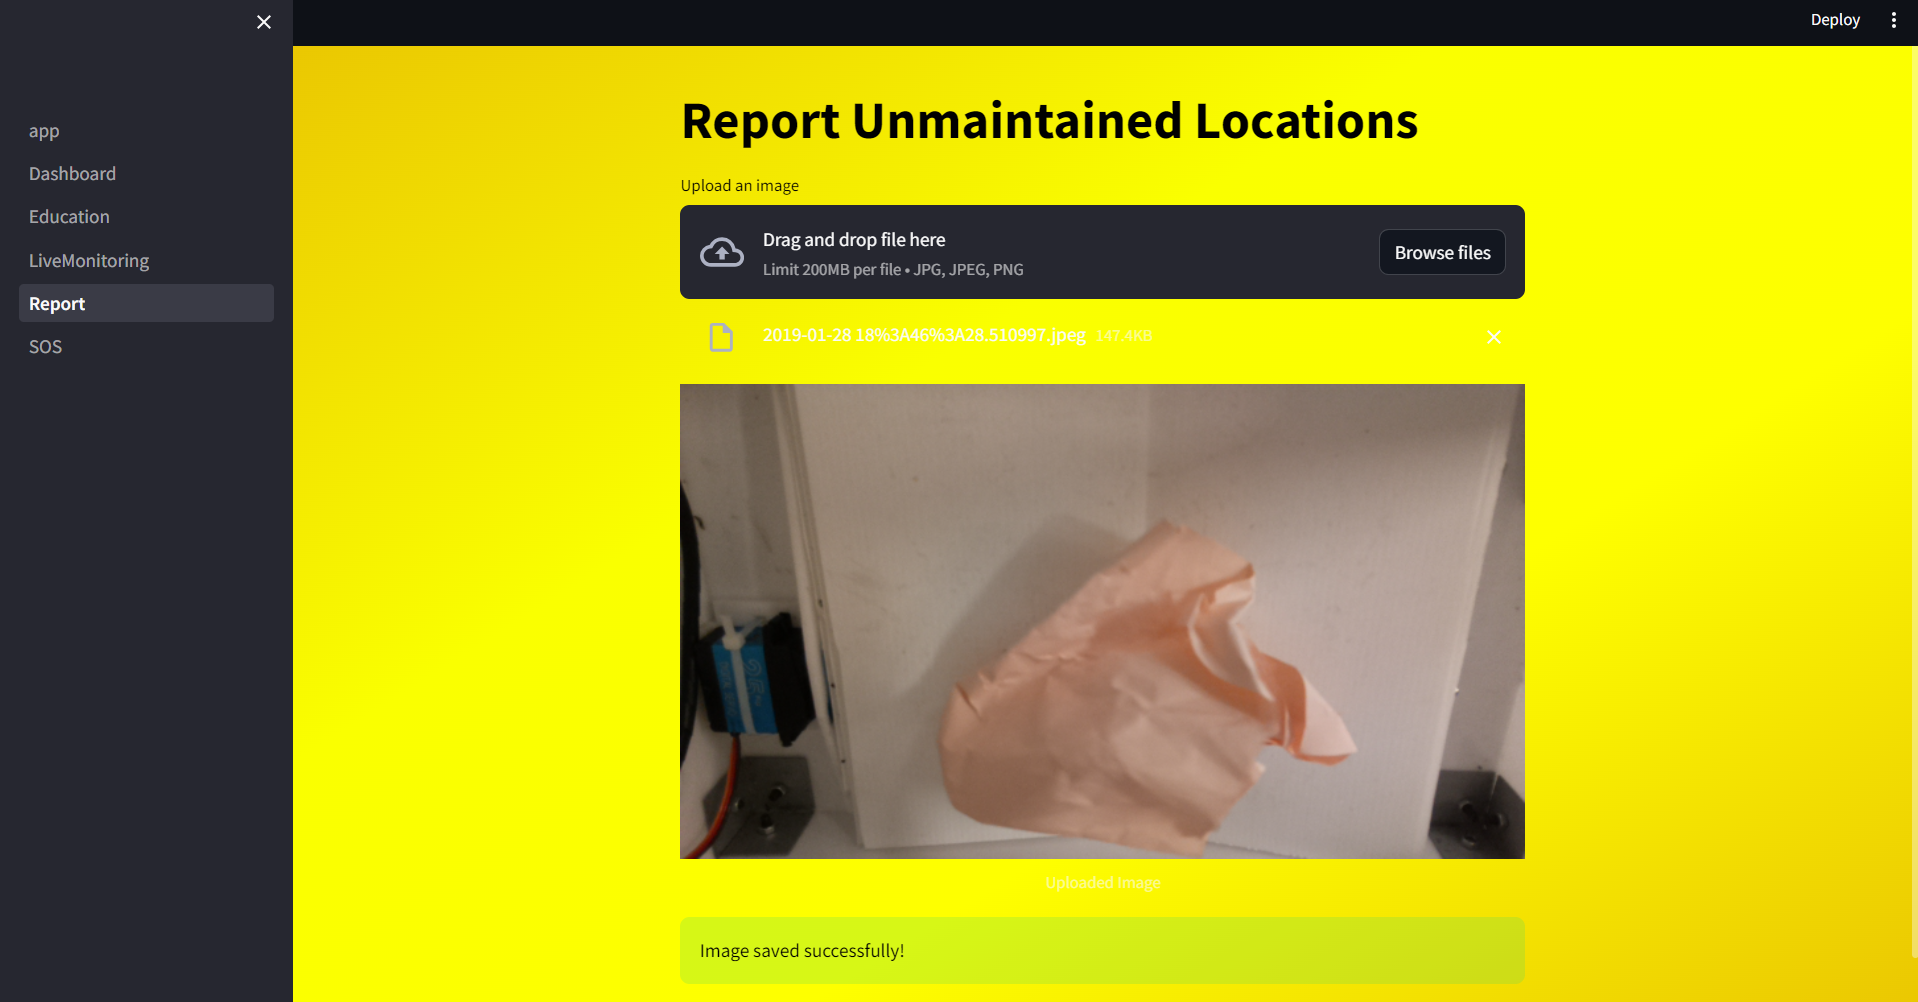 Deploy
app
Dashboard
Education
LiveMonitoring
Report
SOS
Report Unmaintained Locations
Upload an image
Drag and drop file here
Limit 200MB per file • JPG, JPEG, PNG
Browse files
2019-01-28 18%3A46%3A28.510997.jpeg 147.4KB
Uploaded Image
Image saved successfully!